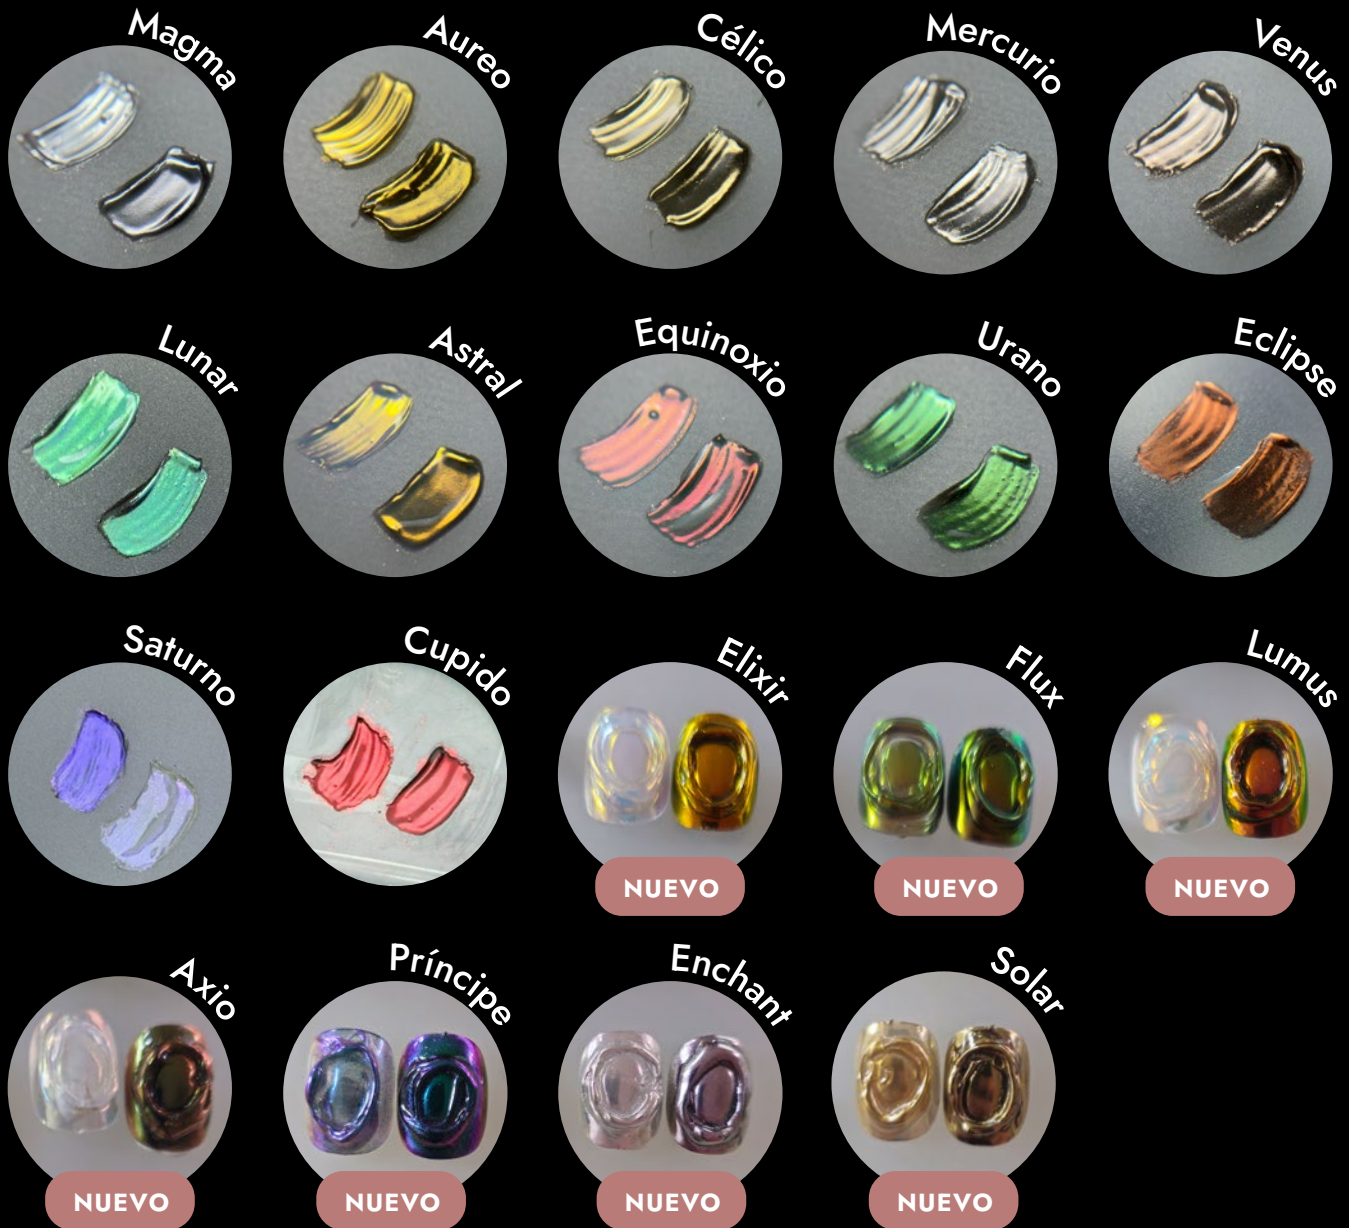 Magma
Aureo
Célico
Mercurio
Venus
Lunar
Astral
Equinoxio
Urano
Eclipse
Saturno
Cupido
Elixir
Flux
Lumus
NUEVO
NUEVO
NUEVO
Axio
Príncipe
Enchant
Solar
NUEVO
NUEVO
NUEVO
NUEVO